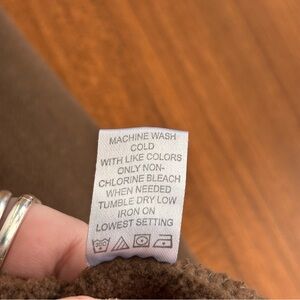 MACHINE WASH
COLD
WITH LIKE COLORS
ONLY NON-
CHLORINE BLEACH
WHEN NEEDED
TUMBLE DRY LOW
IRON ON
LOWEST SETTING